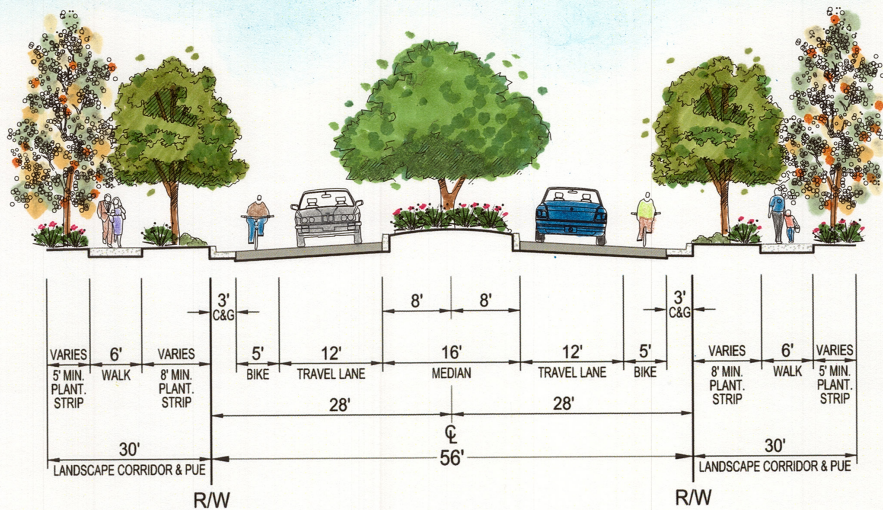 3'
C&G
8'
8'
3'
C&G
VARIES
6'
VARIES
5'
12'
16'
12'
5'
VARIES
6'
VARIES
5' MIN.
PLANT.
STRIP
WALK
8' MIN.
PLANT.
STRIP
BIKE
TRAVEL LANE
MEDIAN
TRAVEL LANE
BIKE
8' MIN.
PLANT.
STRIP
WALK
5' MIN.
PLANT.
STRIP
28'
28'
℄
30'
56'
30'
LANDSCAPE CORRIDOR & PUE
LANDSCAPE CORRIDOR & PUE
R/W
R/W